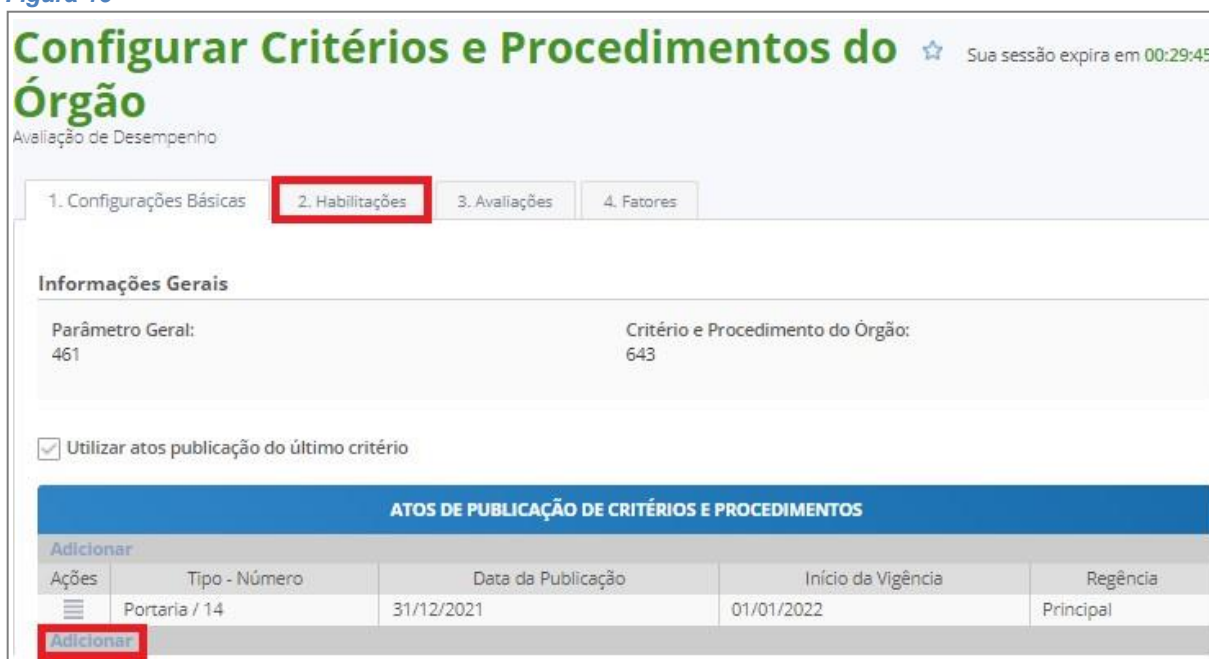 Configurar Critérios e Procedimentos do Órgão
Sua sessão expira em 00:29:45
Avaliação de Desempenho
1. Configurações Básicas 2. Habilitações 3. Avaliações 4. Fatores
Informações Gerais
Parâmetro Geral: Critério e Procedimento do Órgão:
461 643
Utilizar atos publicação do último critério
ATOS DE PUBLICAÇÃO DE CRITÉRIOS E PROCEDIMENTOS
Adicionar
Ações Tipo - Número Data da Publicação Início da Vigência Regência
Portaria / 14 31/12/2021 01/01/2022 Principal
Adicionar